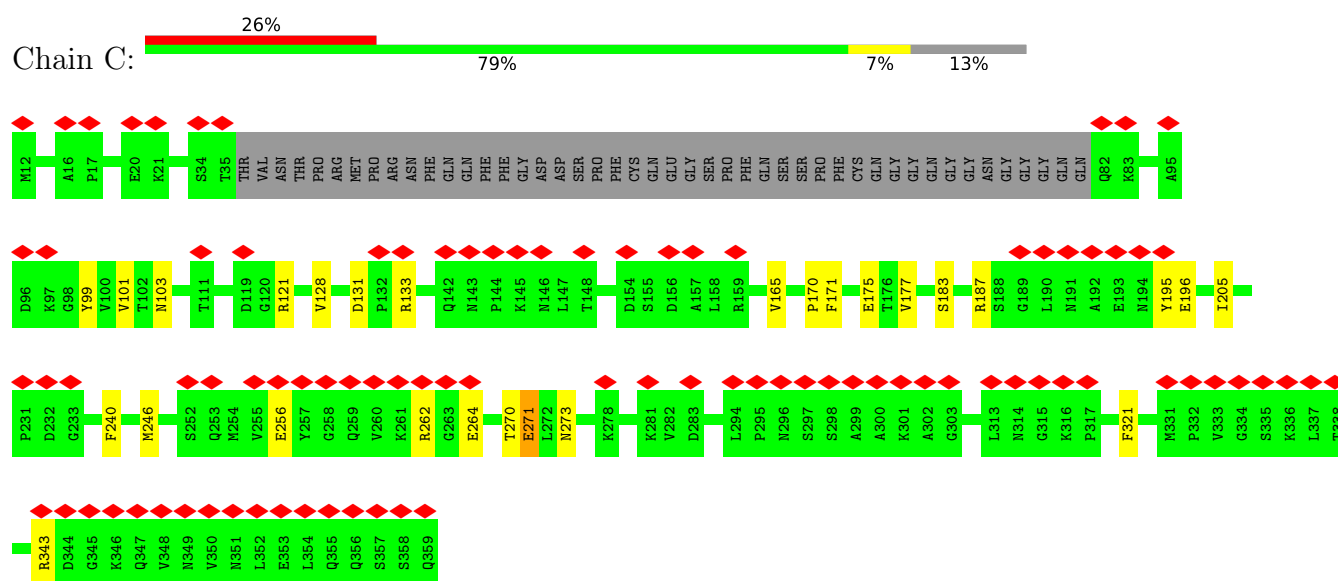 26%
Chain C:
79% 7% 13%
M12 A16 P17 E20 K21 S34 T35 THR VAL ASN THR PRO ARG MET PRO ARG ASN PHE GLN GLN PHE PHE GLY ASP ASP SER PRO PHE CYS GLN GLU GLY SER PRO PHE GLN SER SER PRO PHE CYS GLN GLY GLY GLN GLY GLY ASN GLY GLY GLY GLN GLN Q82 K83 A95
D96 K97 G98 Y99 V100 V101 T102 N103 T111 D119 G120 R121 V128 D131 P132 R133 Q142 N143 P144 K145 N146 L147 T148 D154 S155 D156 A157 L158 R159 V165 P170 F171 E175 T176 V177 S183 R187 S188 G189 L190 N191 A192 E193 N194 Y195 E196 I205
P231 D232 G233 F240 M246 S252 Q253 M254 V255 E256 Y257 G258 Q259 V260 K261 R262 G263 E264 T270 E271 L272 N273 K278 K281 V282 D283 L294 P295 N296 S297 S298 A299 A300 K301 A302 G303 L313 N314 G315 K316 P317 F321 M331 P332 V333 G334 S335 K336 L337 T338
R343 D344 G345 K346 Q347 V348 N349 V350 N351 L352 E353 L354 Q355 Q356 S357 S358 Q359